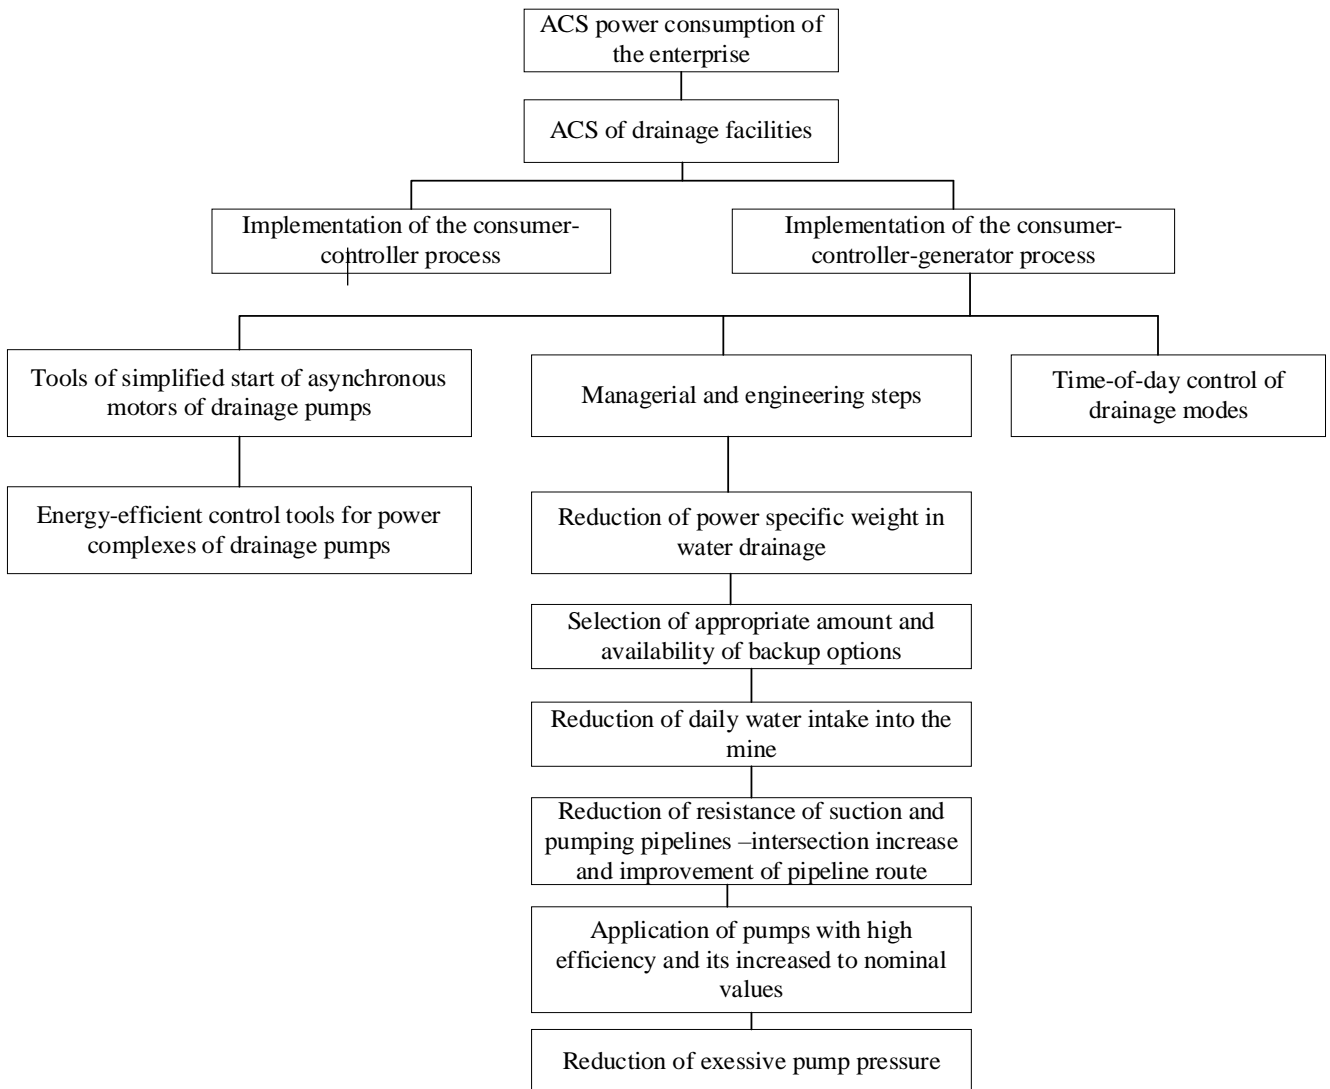 ACS power consumption of
the enterprise
ACS of drainage facilities
Implementation of the consumer-
controller process
Implementation of the consumer-
controller-generator process
Tools of simplified start of asynchronous
motors of drainage pumps
Managerial and engineering steps
Time-of-day control of
drainage modes
Energy-efficient control tools for power
complexes of drainage pumps
Reduction of power specific weight in
water drainage
Selection of appropriate amount and
availability of backup options
Reduction of daily water intake into the
mine
Reduction of resistance of suction and
pumping pipelines –intersection increase
and improvement of pipeline route
Application of pumps with high
efficiency and its increased to nominal
values
Reduction of exessive pump pressure